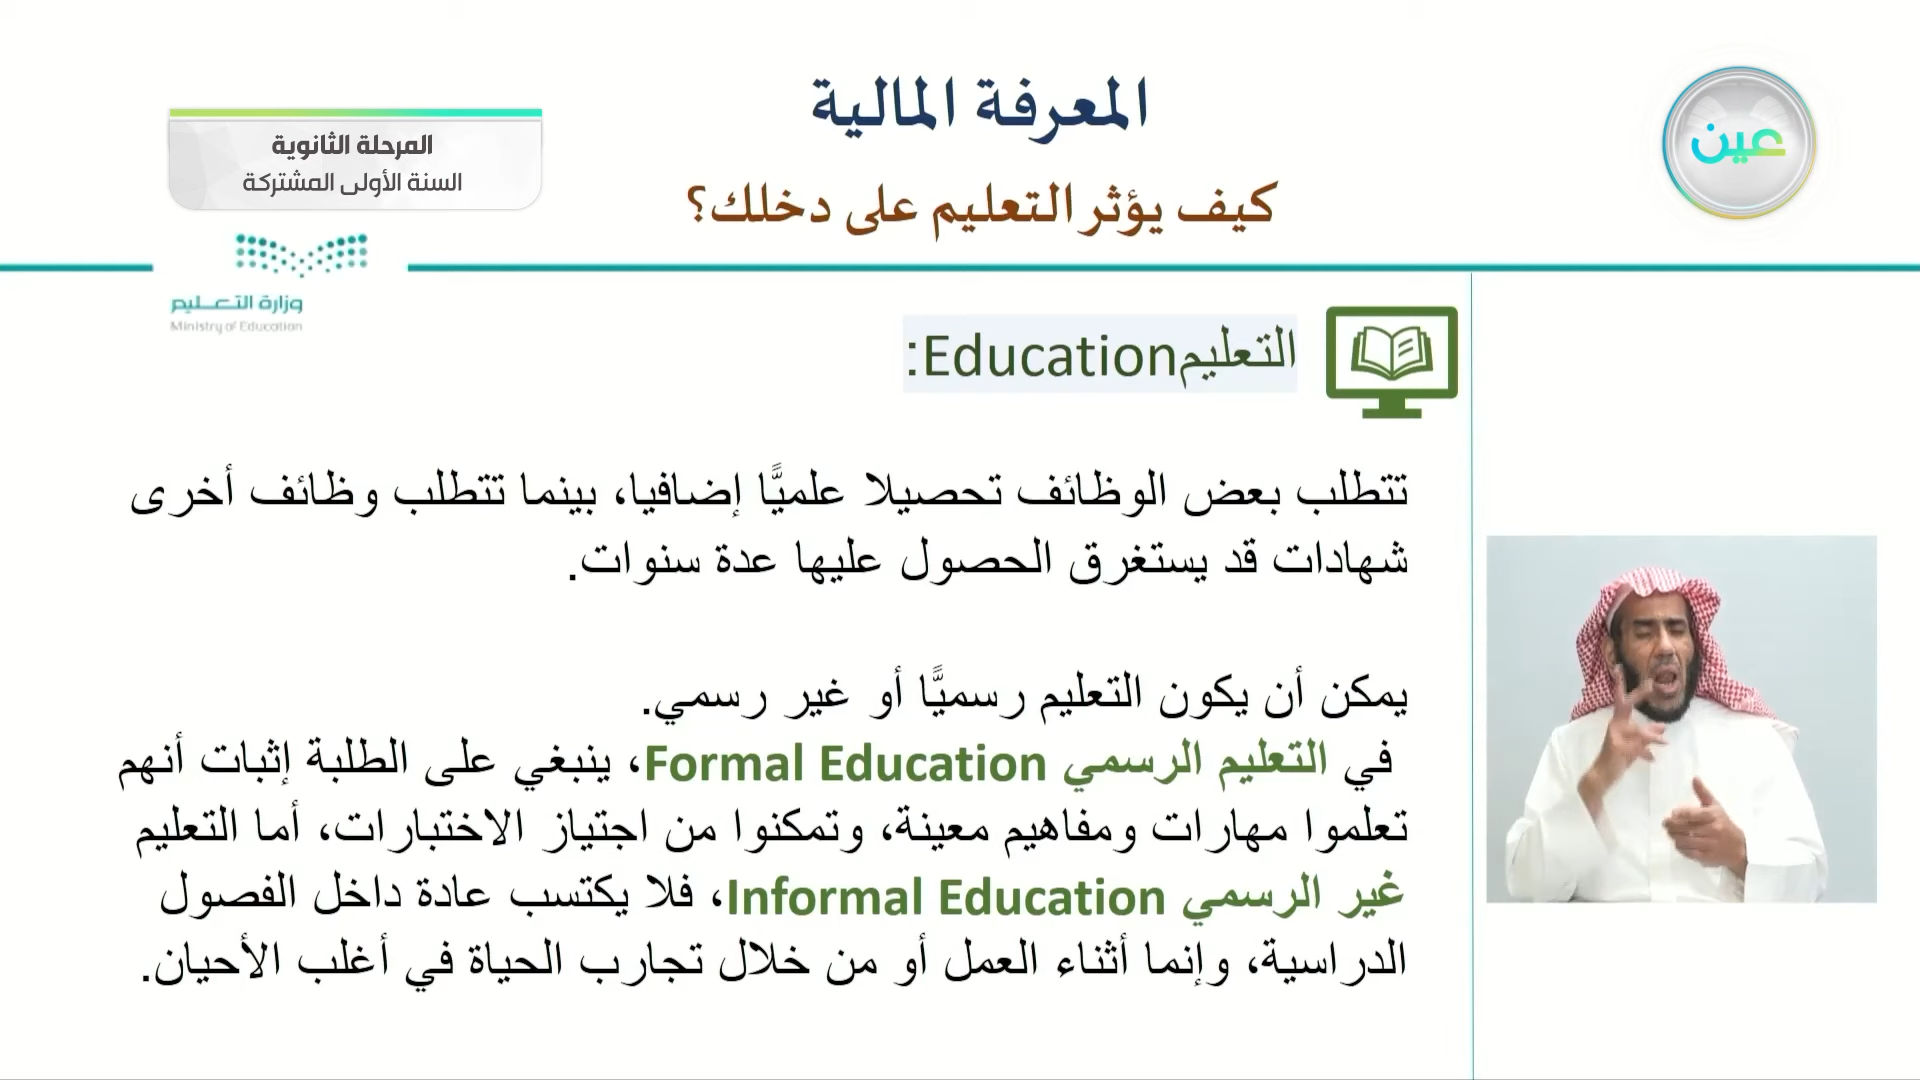 المعرفة المالية
كيف يؤثر التعليم على دخلك؟
عين
المرحلة الثانوية
السنة الأولى المشتركة
وزارة التعـــليم
Ministry of Education
التعليمEducation:
تتطلب بعض الوظائف تحصيلا علميًّا إضافيا، بينما تتطلب وظائف أخرى
شهادات قد يستغرق الحصول عليها عدة سنوات.
يمكن أن يكون التعليم رسميًّا أو غير رسمي.
في التعليم الرسمي Formal Education، ينبغي على الطلبة إثبات أنهم
تعلموا مهارات ومفاهيم معينة، وتمكنوا من اجتياز الاختبارات، أما التعليم
غير الرسمي Informal Education، فلا يكتسب عادة داخل الفصول
الدراسية، وإنما أثناء العمل أو من خلال تجارب الحياة في أغلب الأحيان.